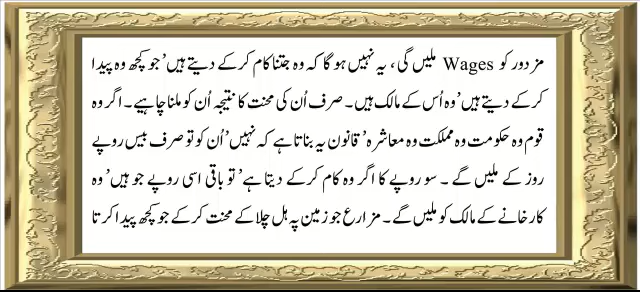 مزدور کو Wages ملیں گی، یہ نہیں ہو گا کہ وہ جتنا کام کر کے دیتے ہیں’ جو کچھ وہ پیدا
کر کے دیتے ہیں’ وہ اُس کے مالک ہیں۔ صرف اُن کی محنت کا نتیجہ اُن کو ملنا چاہیے۔ اگر وہ
قوم وہ حکومت وہ مملکت وہ معاشرہ’ قانون یہ بناتا ہے کہ نہیں’ اُن کو تو صرف بیس روپے
روز کے ملیں گے ۔ سو روپے کا اگر وہ کام کر کے دیتا ہے’ تو باقی اسی روپے جو ہیں’ وہ
کارخانے کے مالک کو ملیں گے۔ مزارع جو زمین پہ ہل چلا کے محنت کر کے جو کچھ پیدا کرتا